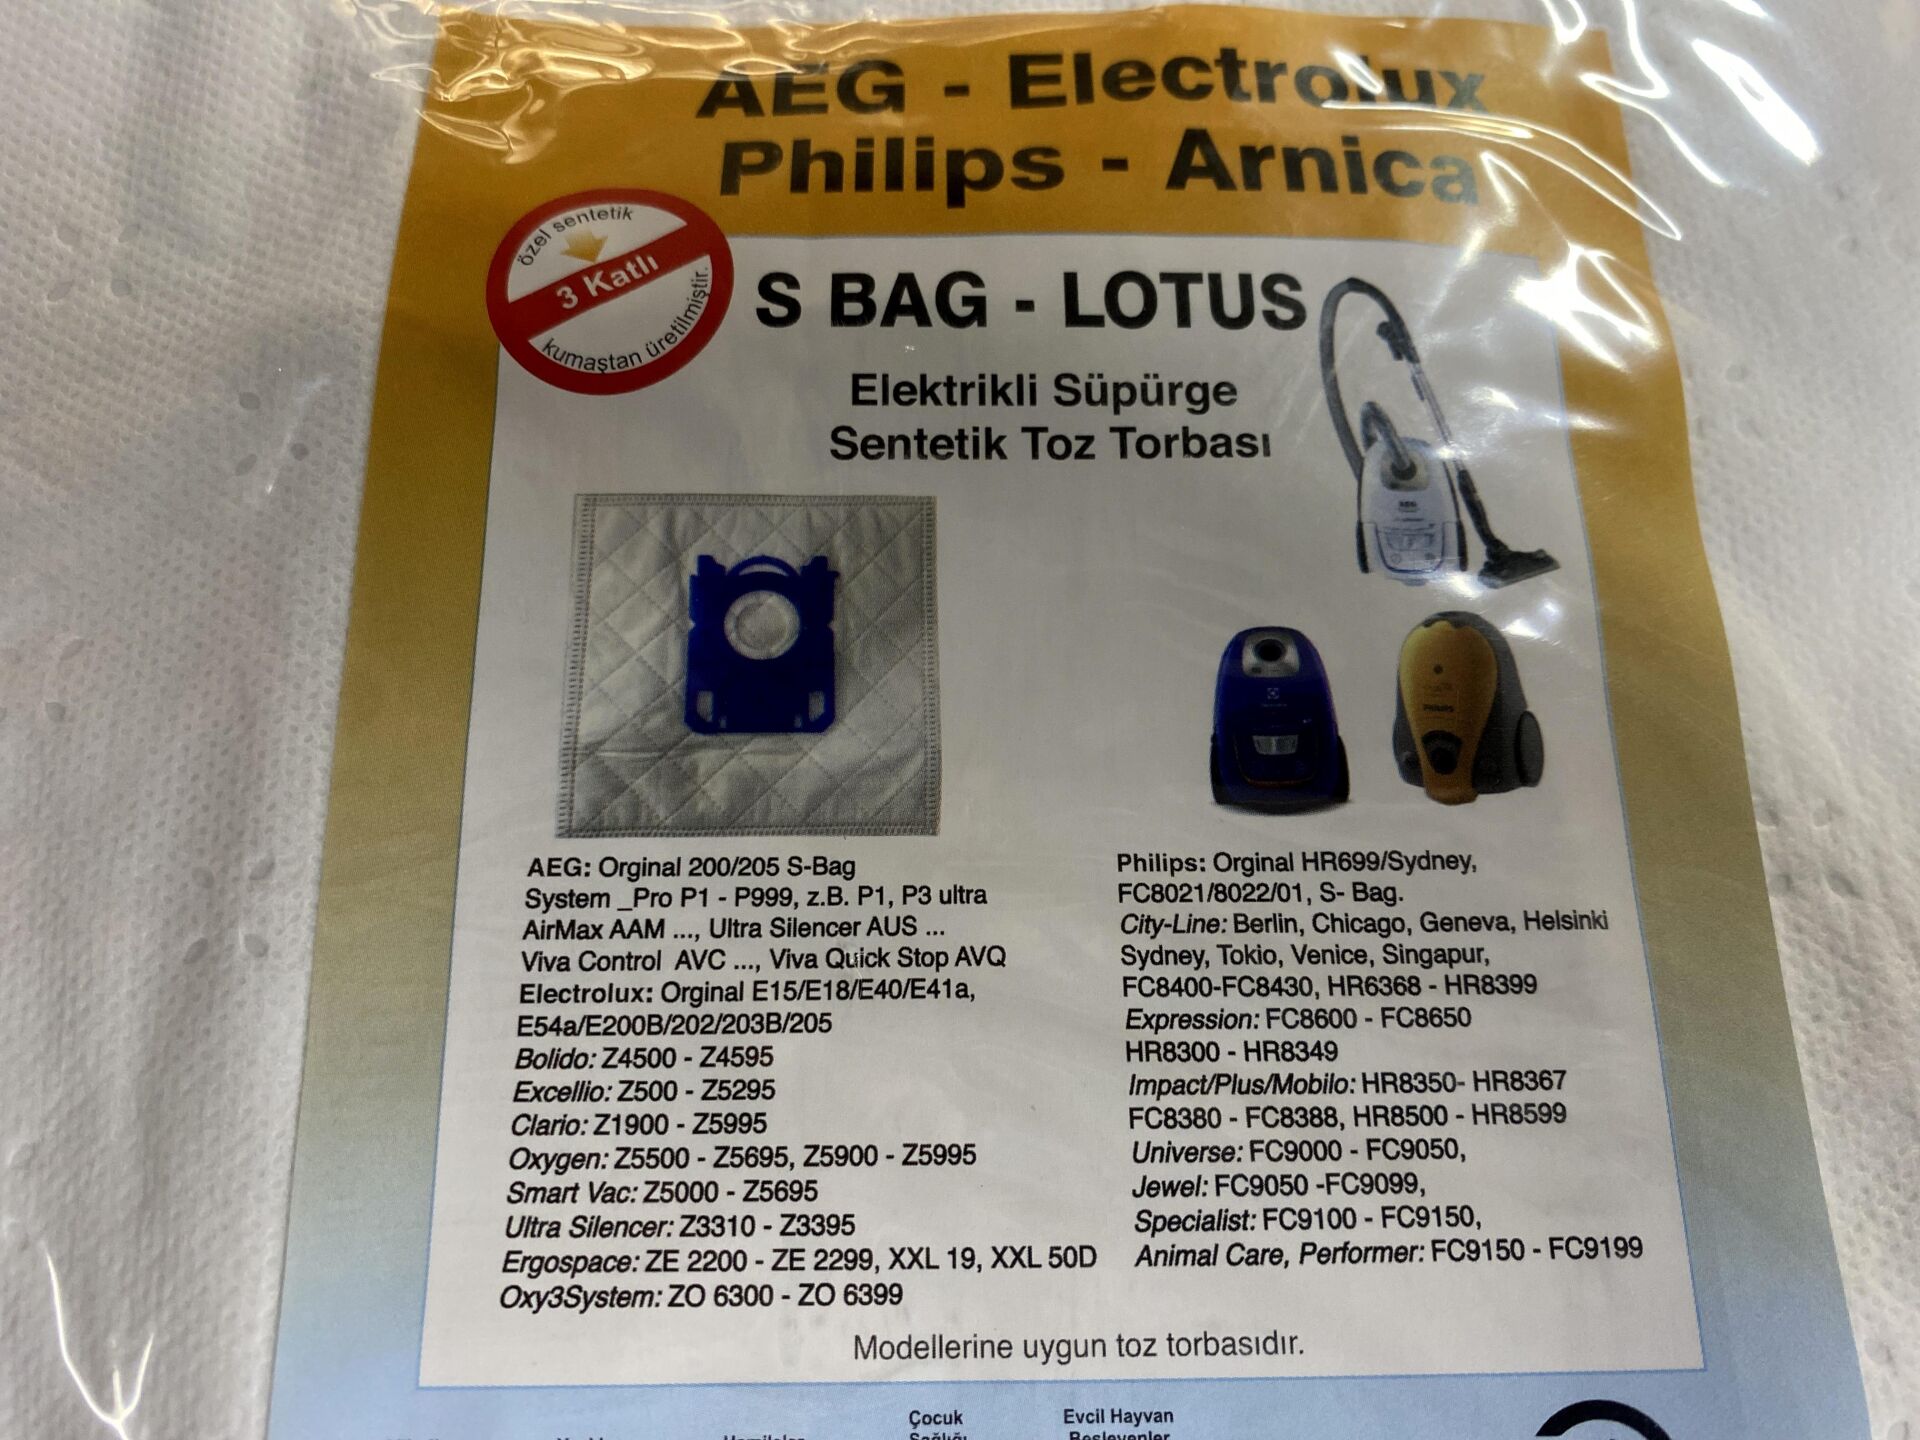 AEG - Electrolux
Philips - Arnica
özel sentetik
3 Katlı
kumaştan üretilmiştir.
S BAG - LOTUS
Elektrikli Süpürge
Sentetik Toz Torbası
AEG
PHILIPS
AEG: Orginal 200/205 S-Bag
System _Pro P1 - P999, z.B. P1, P3 ultra
AirMax AAM ..., Ultra Silencer AUS ...
Viva Control AVC ..., Viva Quick Stop AVQ
Electrolux: Orginal E15/E18/E40/E41a,
E54a/E200B/202/203B/205
Bolido: Z4500 - Z4595
Excellio: Z500 - Z5295
Clario: Z1900 - Z5995
Oxygen: Z5500 - Z5695, Z5900 - Z5995
Smart Vac: Z5000 - Z5695
Ultra Silencer: Z3310 - Z3395
Ergospace: ZE 2200 - ZE 2299, XXL 19, XXL 50D
Oxy3System: ZO 6300 - ZO 6399
Philips: Orginal HR699/Sydney,
FC8021/8022/01, S- Bag.
City-Line: Berlin, Chicago, Geneva, Helsinki
Sydney, Tokio, Venice, Singapur,
FC8400-FC8430, HR6368 - HR8399
Expression: FC8600 - FC8650
HR8300 - HR8349
Impact/Plus/Mobilo: HR8350- HR8367
FC8380 - FC8388, HR8500 - HR8599
Universe: FC9000 - FC9050,
Jewel: FC9050 -FC9099,
Specialist: FC9100 - FC9150,
Animal Care, Performer: FC9150 - FC9199
Modellerine uygun toz torbasıdır.
Çocuk
Sağlığı
Evcil Hayvan
Besleyenler
Hamileler